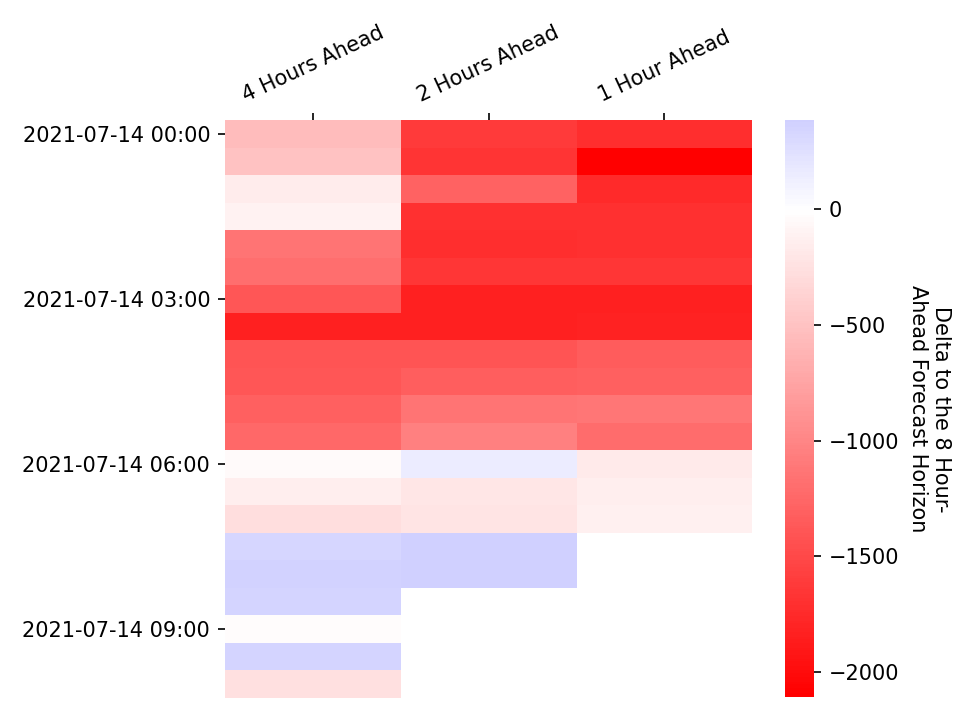 4 Hours Ahead
2 Hours Ahead
1 Hour Ahead
2021-07-14 00:00
2021-07-14 03:00
2021-07-14 06:00
2021-07-14 09:00
0
−500
−1000
−1500
−2000
Delta to the 8 Hour-
Ahead Forecast Horizon